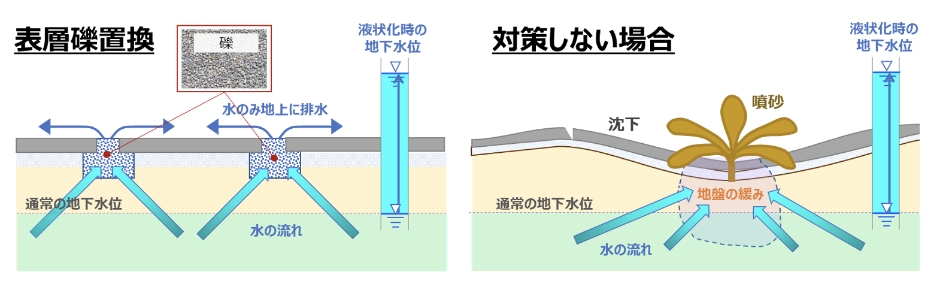 表層礫置換
礫
液状化時の
地下水位
水のみ地上に排水
通常の地下水位
水の流れ
対策しない場合
液状化時の
地下水位
噴砂
沈下
地盤の緩み
通常の地下水位
水の流れ